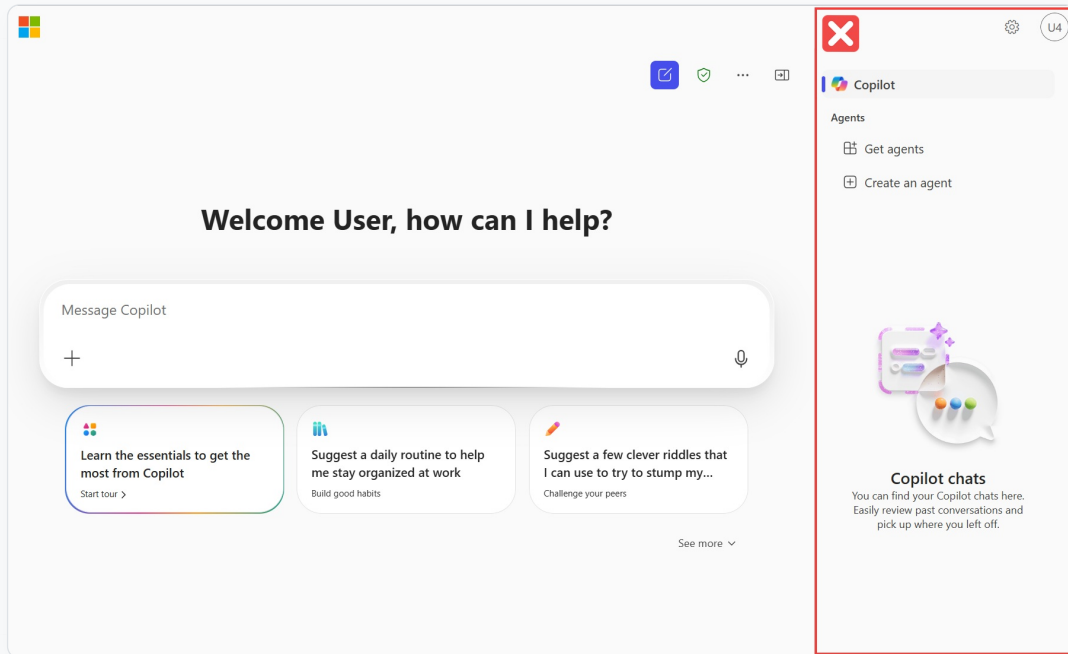 U4
Copilot
Agents
Get agents
Create an agent
Welcome User, how can I help?
Message Copilot
Learn the essentials to get the
most from Copilot
Start tour
Suggest a daily routine to help
me stay organized at work
Build good habits
Suggest a few clever riddles that
I can use to try to stump my...
Challenge your peers
See more
Copilot chats
You can find your Copilot chats here.
Easily review past conversations and
pick up where you left off.